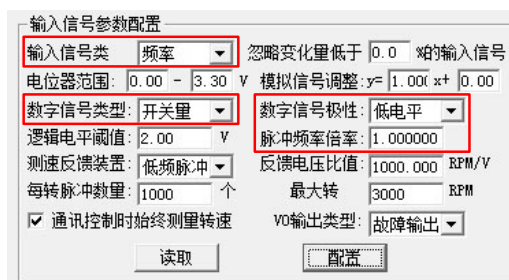 输入信号参数配置
输入信号类 频率 忽略变化量低于 0.0 %的输入信号
电位器范围: 0.00 - 3.30 V 模拟信号调整: y= 1.00( x+ 0.00
数字信号类型: 开关量 数字信号极性: 低电平
逻辑电平阈值: 2.00 V 脉冲频率倍率: 1.000000
测速反馈装置: 低频脉冲 反馈电压比值: 1000.000 RPM/V
每转脉冲数量: 1000 个 最大转 3000 RPM
通讯控制时始终测量转速 VO输出类型: 故障输出
读取 配置